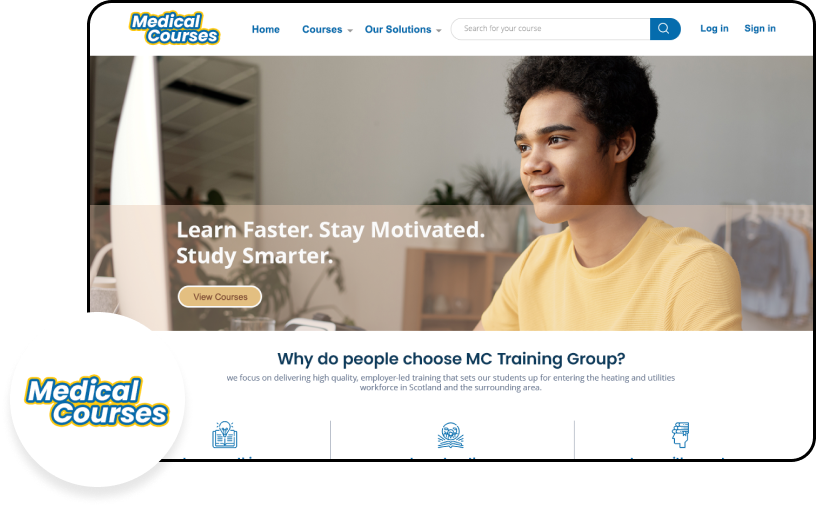 Medical
Courses
Home Courses Our Solutions Search for your course Log in Sign in
Learn Faster. Stay Motivated.
Study Smarter.
View Courses
Why do people choose MC Training Group?
we focus on delivering high quality, employer-led training that sets our students up for entering the heating and utilities
workforce in Scotland and the surrounding area.
Medical
Courses